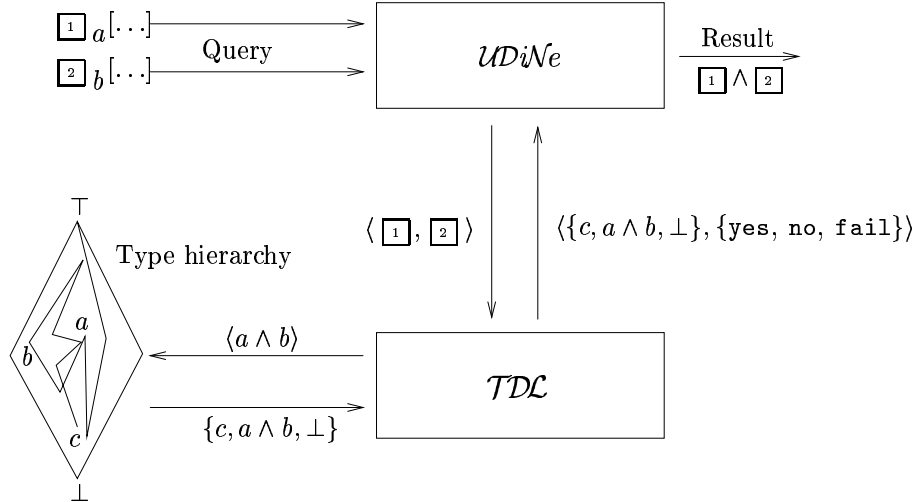 1 a[...]
Query
2 b[...]
UDiNe
Result
1 ∧ 2
⟨ 1 , 2 ⟩
⟨{c, a ∧ b, ⊥}, {yes, no, fail}⟩
⊤
Type hierarchy
a
b
c
⊥
⟨a ∧ b⟩
{c, a ∧ b, ⊥}
TDL